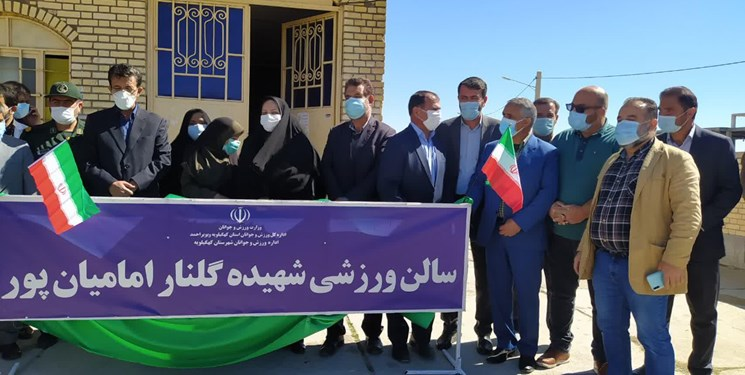 وزارت ورزش و جوانان
اداره کل ورزش و جوانان استان کهگیلویه وبویراحمد
اداره ورزش و جوانان شهرستان کهگیلویه
سالن ورزشی شهیده گلنار امامیان پور